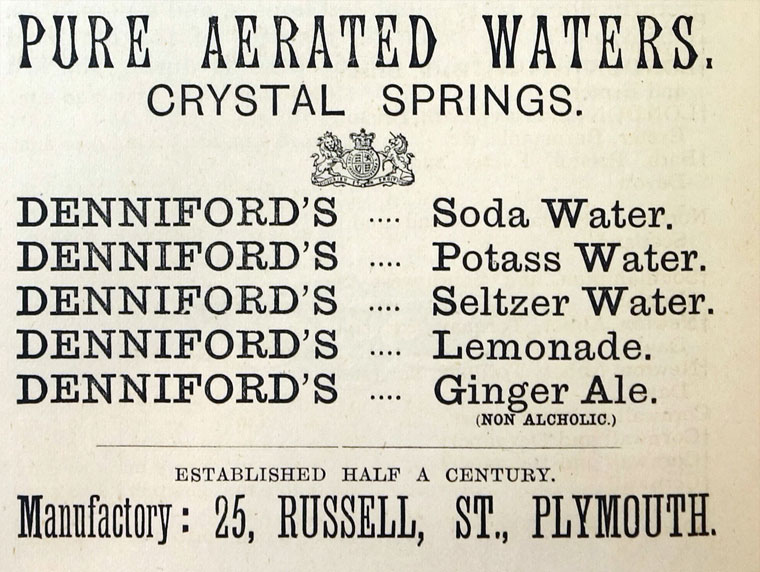 PURE AERATED WATERS.
CRYSTAL SPRINGS.
DENNIFORD'S .... Soda Water.
DENNIFORD'S .... Potass Water.
DENNIFORD'S .... Seltzer Water.
DENNIFORD'S .... Lemonade.
DENNIFORD'S .... Ginger Ale.
(NON ALCHOLIC.)
ESTABLISHED HALF A CENTURY.
Manufactory: 25, RUSSELL, ST., PLYMOUTH.